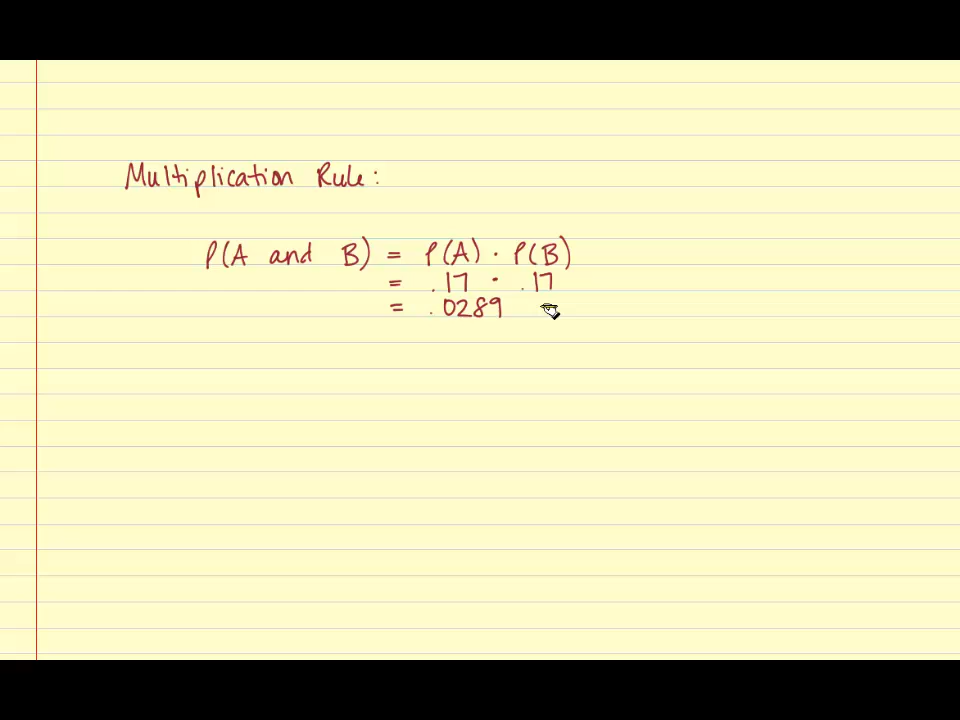 Multiplication Rule:
P(A and B) = P(A) · P(B)
= .17 · .17
= .0289